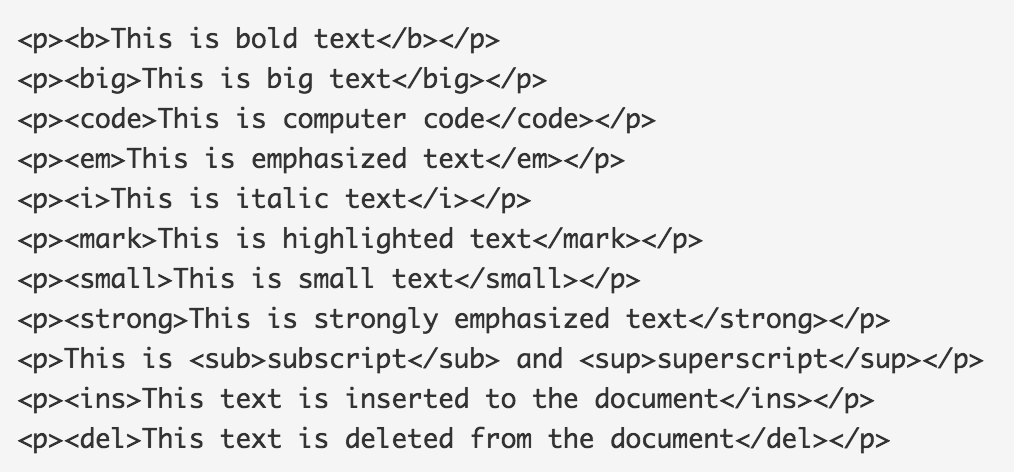 <p><b>This is bold text</b></p>
<p><big>This is big text</big></p>
<p><code>This is computer code</code></p>
<p><em>This is emphasized text</em></p>
<p><i>This is italic text</i></p>
<p><mark>This is highlighted text</mark></p>
<p><small>This is small text</small></p>
<p><strong>This is strongly emphasized text</strong></p>
<p>This is <sub>subscript</sub> and <sup>superscript</sup></p>
<p><ins>This text is inserted to the document</ins></p>
<p><del>This text is deleted from the document</del></p>